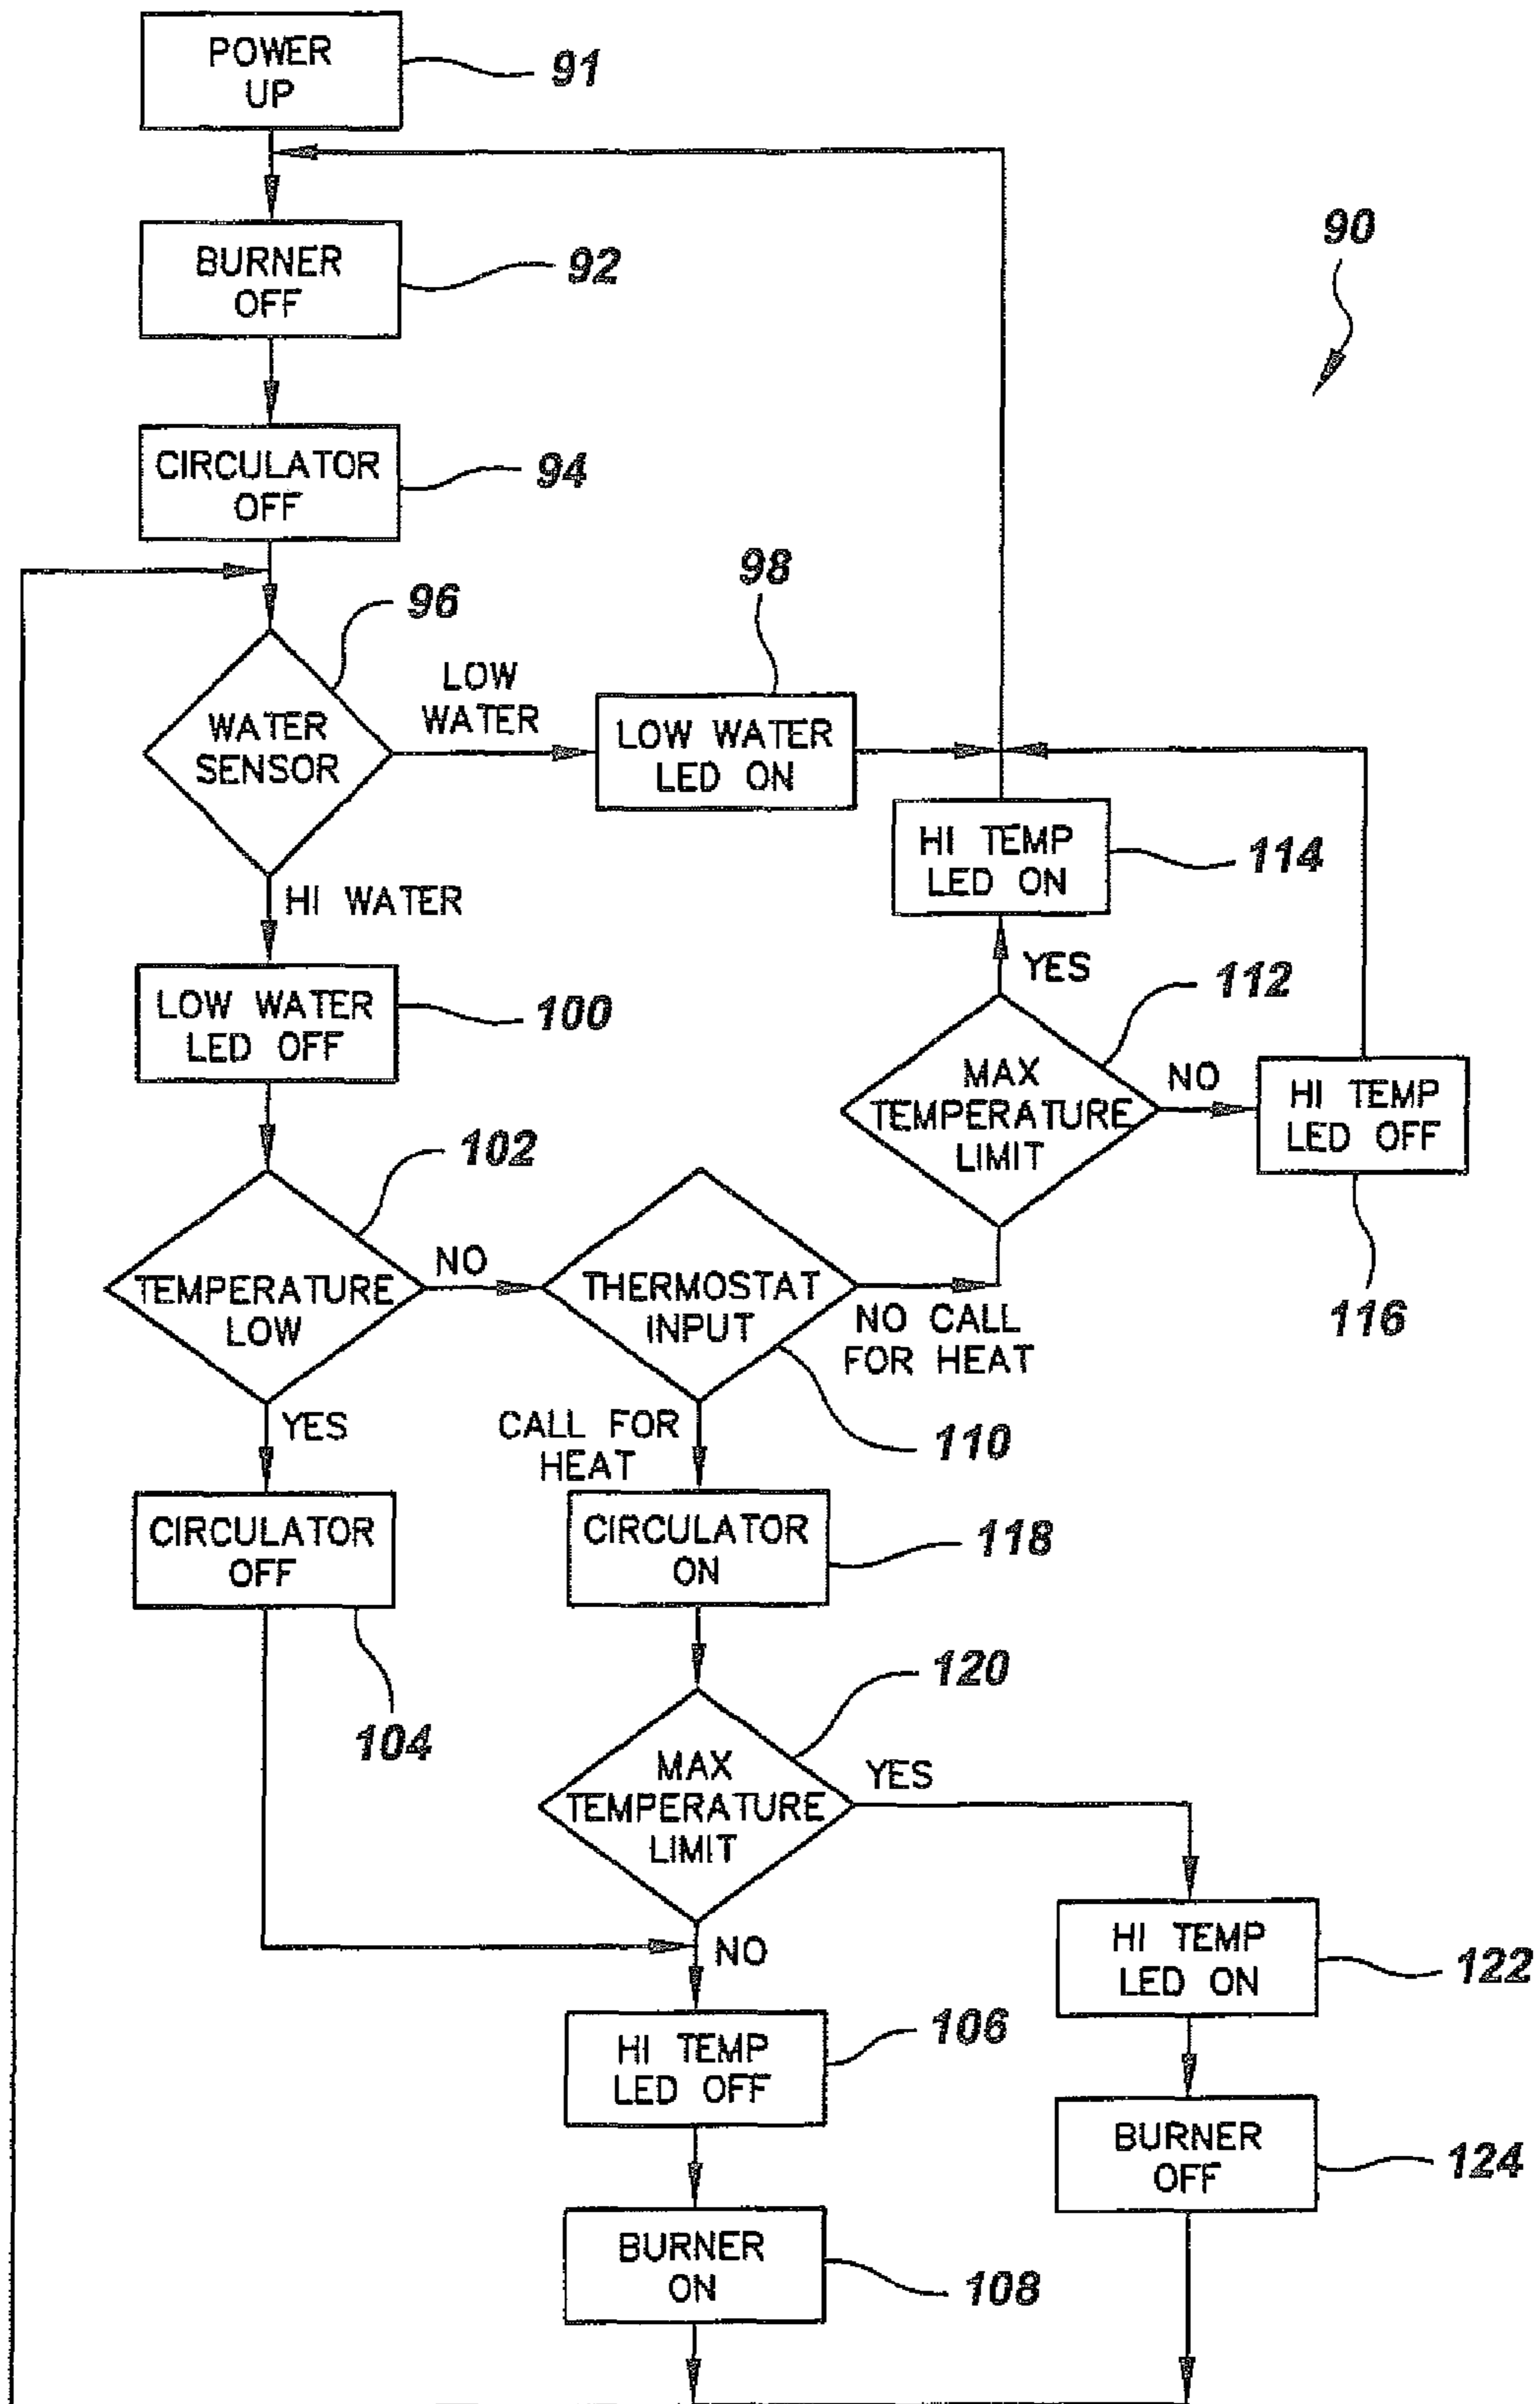 POWER
UP
91
90
BURNER
OFF
92
CIRCULATOR
OFF
94
96
98
WATER
SENSOR
LOW
WATER
LOW WATER
LED ON
HI TEMP
LED ON
114
HI WATER
LOW WATER
LED OFF
100
YES
112
MAX
TEMPERATURE
LIMIT
NO
HI TEMP
LED OFF
116
102
TEMPERATURE
LOW
NO
THERMOSTAT
INPUT
NO CALL
FOR HEAT
110
YES
CALL FOR
HEAT
CIRCULATOR
OFF
104
CIRCULATOR
ON
118
120
MAX
TEMPERATURE
LIMIT
YES
NO
HI TEMP
LED ON
122
HI TEMP
LED OFF
106
BURNER
OFF
124
BURNER
ON
108